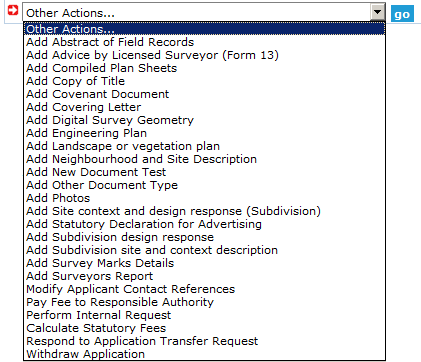 Other Actions... go
Other Actions...
Add Abstract of Field Records
Add Advice by Licensed Surveyor (Form 13)
Add Compiled Plan Sheets
Add Copy of Title
Add Covenant Document
Add Covering Letter
Add Digital Survey Geometry
Add Engineering Plan
Add Landscape or vegetation plan
Add Neighbourhood and Site Description
Add New Document Test
Add Other Document Type
Add Photos
Add Site context and design response (Subdivision)
Add Statutory Declaration for Advertising
Add Subdivision design response
Add Subdivision site and context description
Add Survey Marks Details
Add Surveyors Report
Modify Applicant Contact References
Pay Fee to Responsible Authority
Perform Internal Request
Calculate Statutory Fees
Respond to Application Transfer Request
Withdraw Application